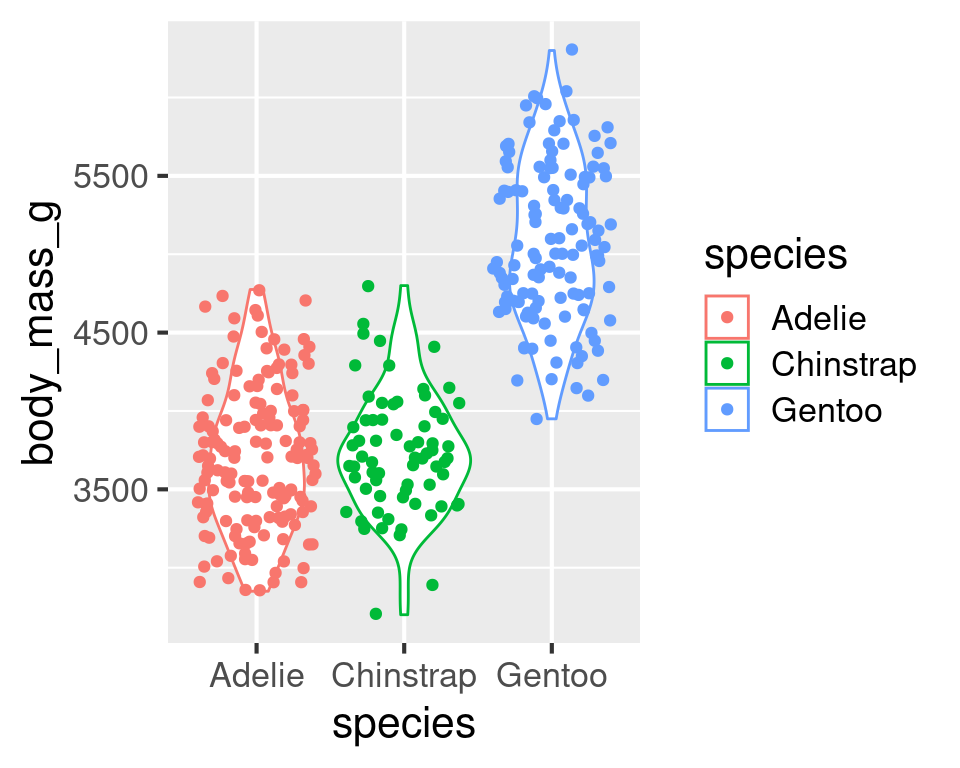 body_mass_g
5500
4500
3500
Adelie Chinstrap Gentoo
species
species
Adelie
Chinstrap
Gentoo